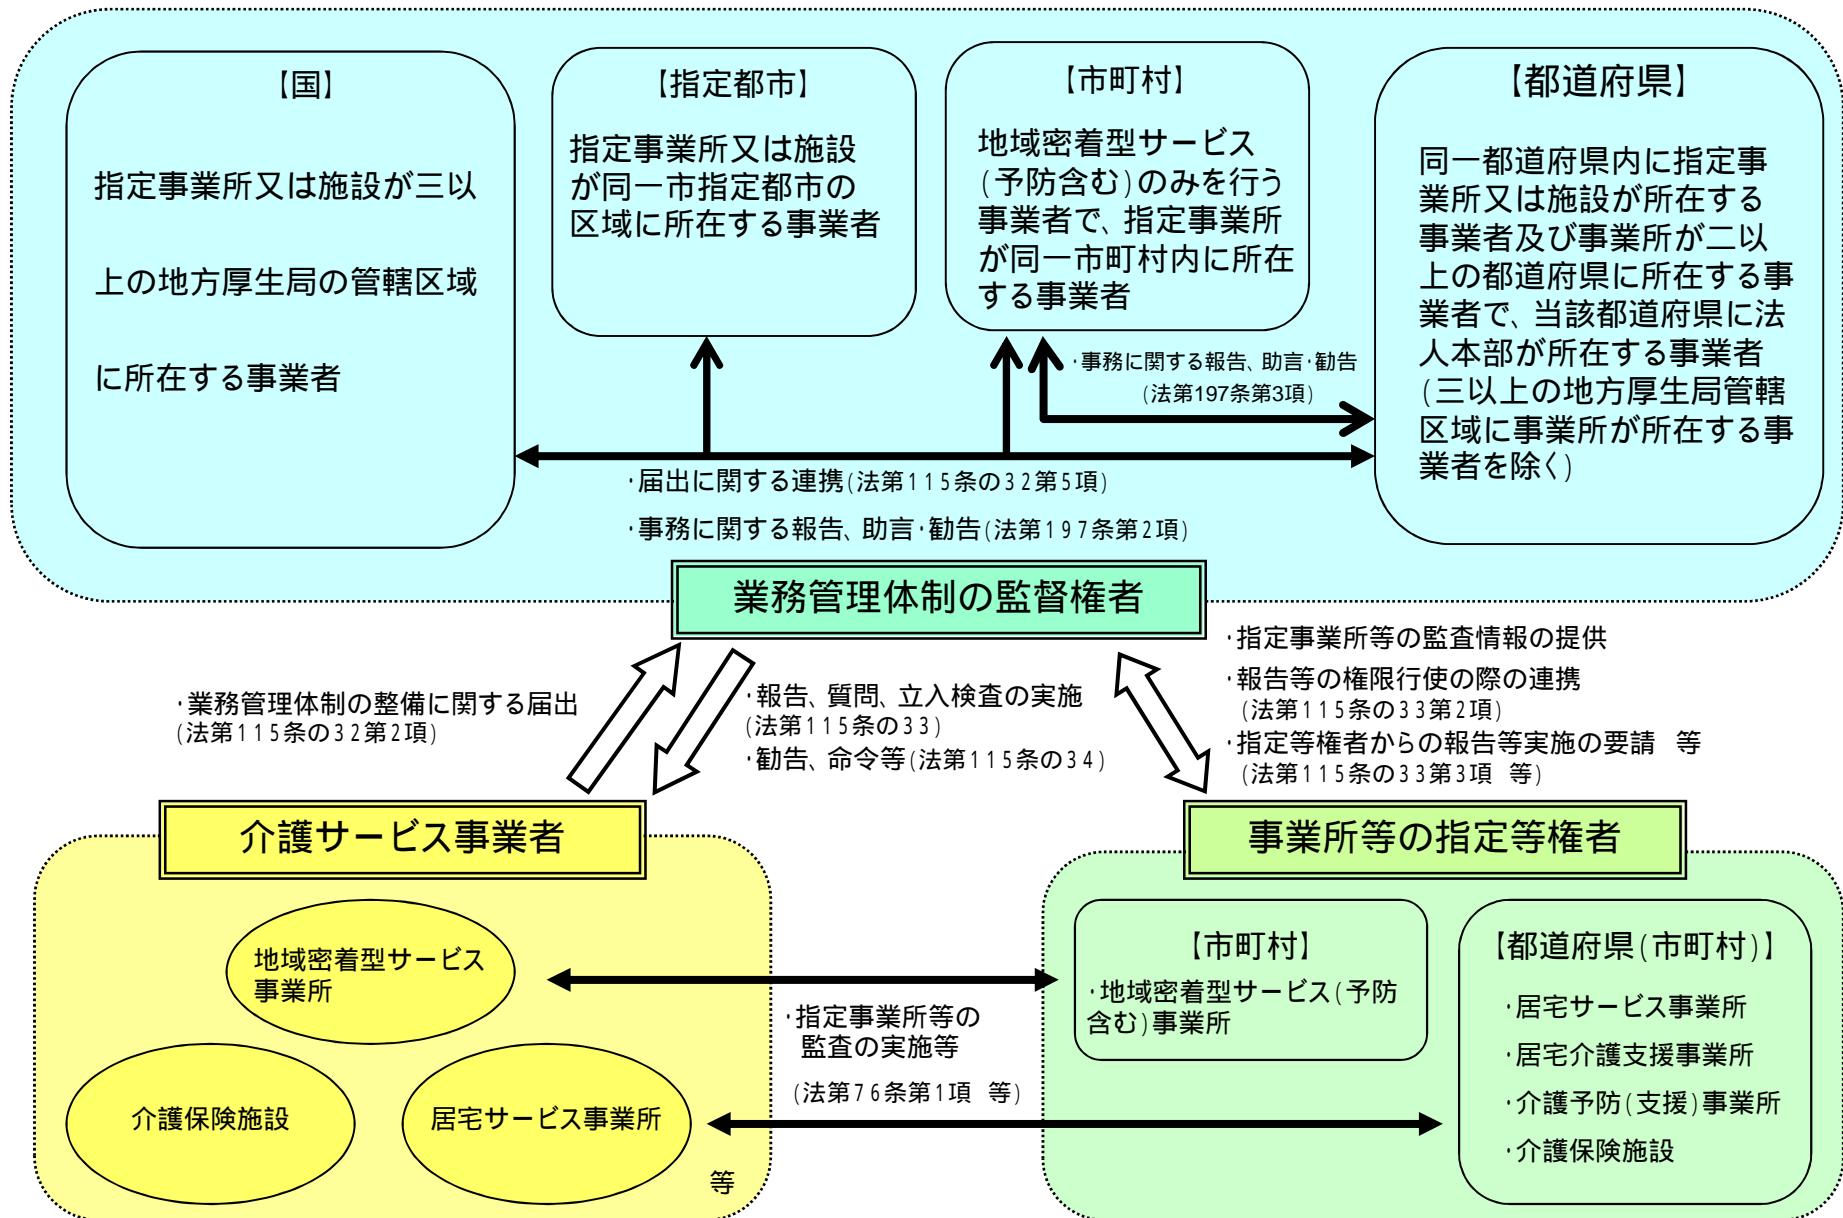 【国】
指定事業所又は施設が三以
上の地方厚生局の管轄区域
に所在する事業者
【指定都市】
指定事業所又は施設
が同一市指定都市の
区域に所在する事業者
【市町村】
地域密着型サービス
(予防含む)のみを行う
事業者で、指定事業所
が同一市町村内に所在
する事業者
【都道府県】
同一都道府県内に指定事
業所又は施設が所在する
事業者及び事業所が二以
上の都道府県に所在する事
業者で、当該都道府県に法
人本部が所在する事業者
(三以上の地方厚生局管轄
区域に事業所が所在する事
業者を除く)
・事務に関する報告、助言・勧告
(法第197条第3項)
・届出に関する連携(法第115条の32第5項)
・事務に関する報告、助言・勧告(法第197条第2項)
業務管理体制の監督権者
・業務管理体制の整備に関する届出
(法第115条の32第2項)
・報告、質問、立入検査の実施
(法第115条の33)
・勧告、命令等(法第115条の34)
・指定事業所等の監査情報の提供
・報告等の権限行使の際の連携
(法第115条の33第2項)
・指定等権者からの報告等実施の要請 等
(法第115条の33第3項 等)
介護サービス事業者
地域密着型サービス
事業所
介護保険施設
居宅サービス事業所
等
・指定事業所等の
監査の実施等
(法第76条第1項 等)
事業所等の指定等権者
【市町村】
・地域密着型サービス(予防
含む)事業所
【都道府県(市町村)】
・居宅サービス事業所
・居宅介護支援事業所
・介護予防(支援)事業所
・介護保険施設